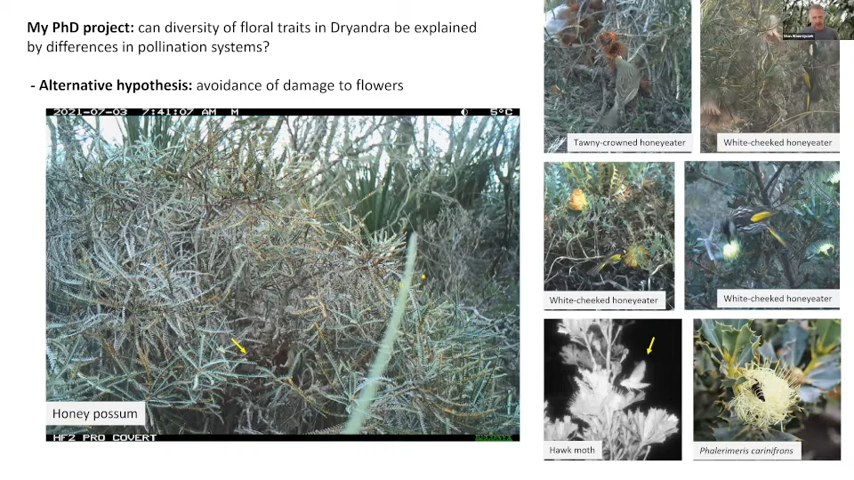 My PhD project: can diversity of floral traits in Dryandra be explained
by differences in pollination systems?
- Alternative hypothesis: avoidance of damage to flowers
2021-07-03 7:41:07 AM M 5°C
Honey possum
HF2 PRO COVERT
Tawny-crowned honeyeater
White-cheeked honeyeater
White-cheeked honeyeater
White-cheeked honeyeater
Hawk moth
Phalerimeris carinifrons